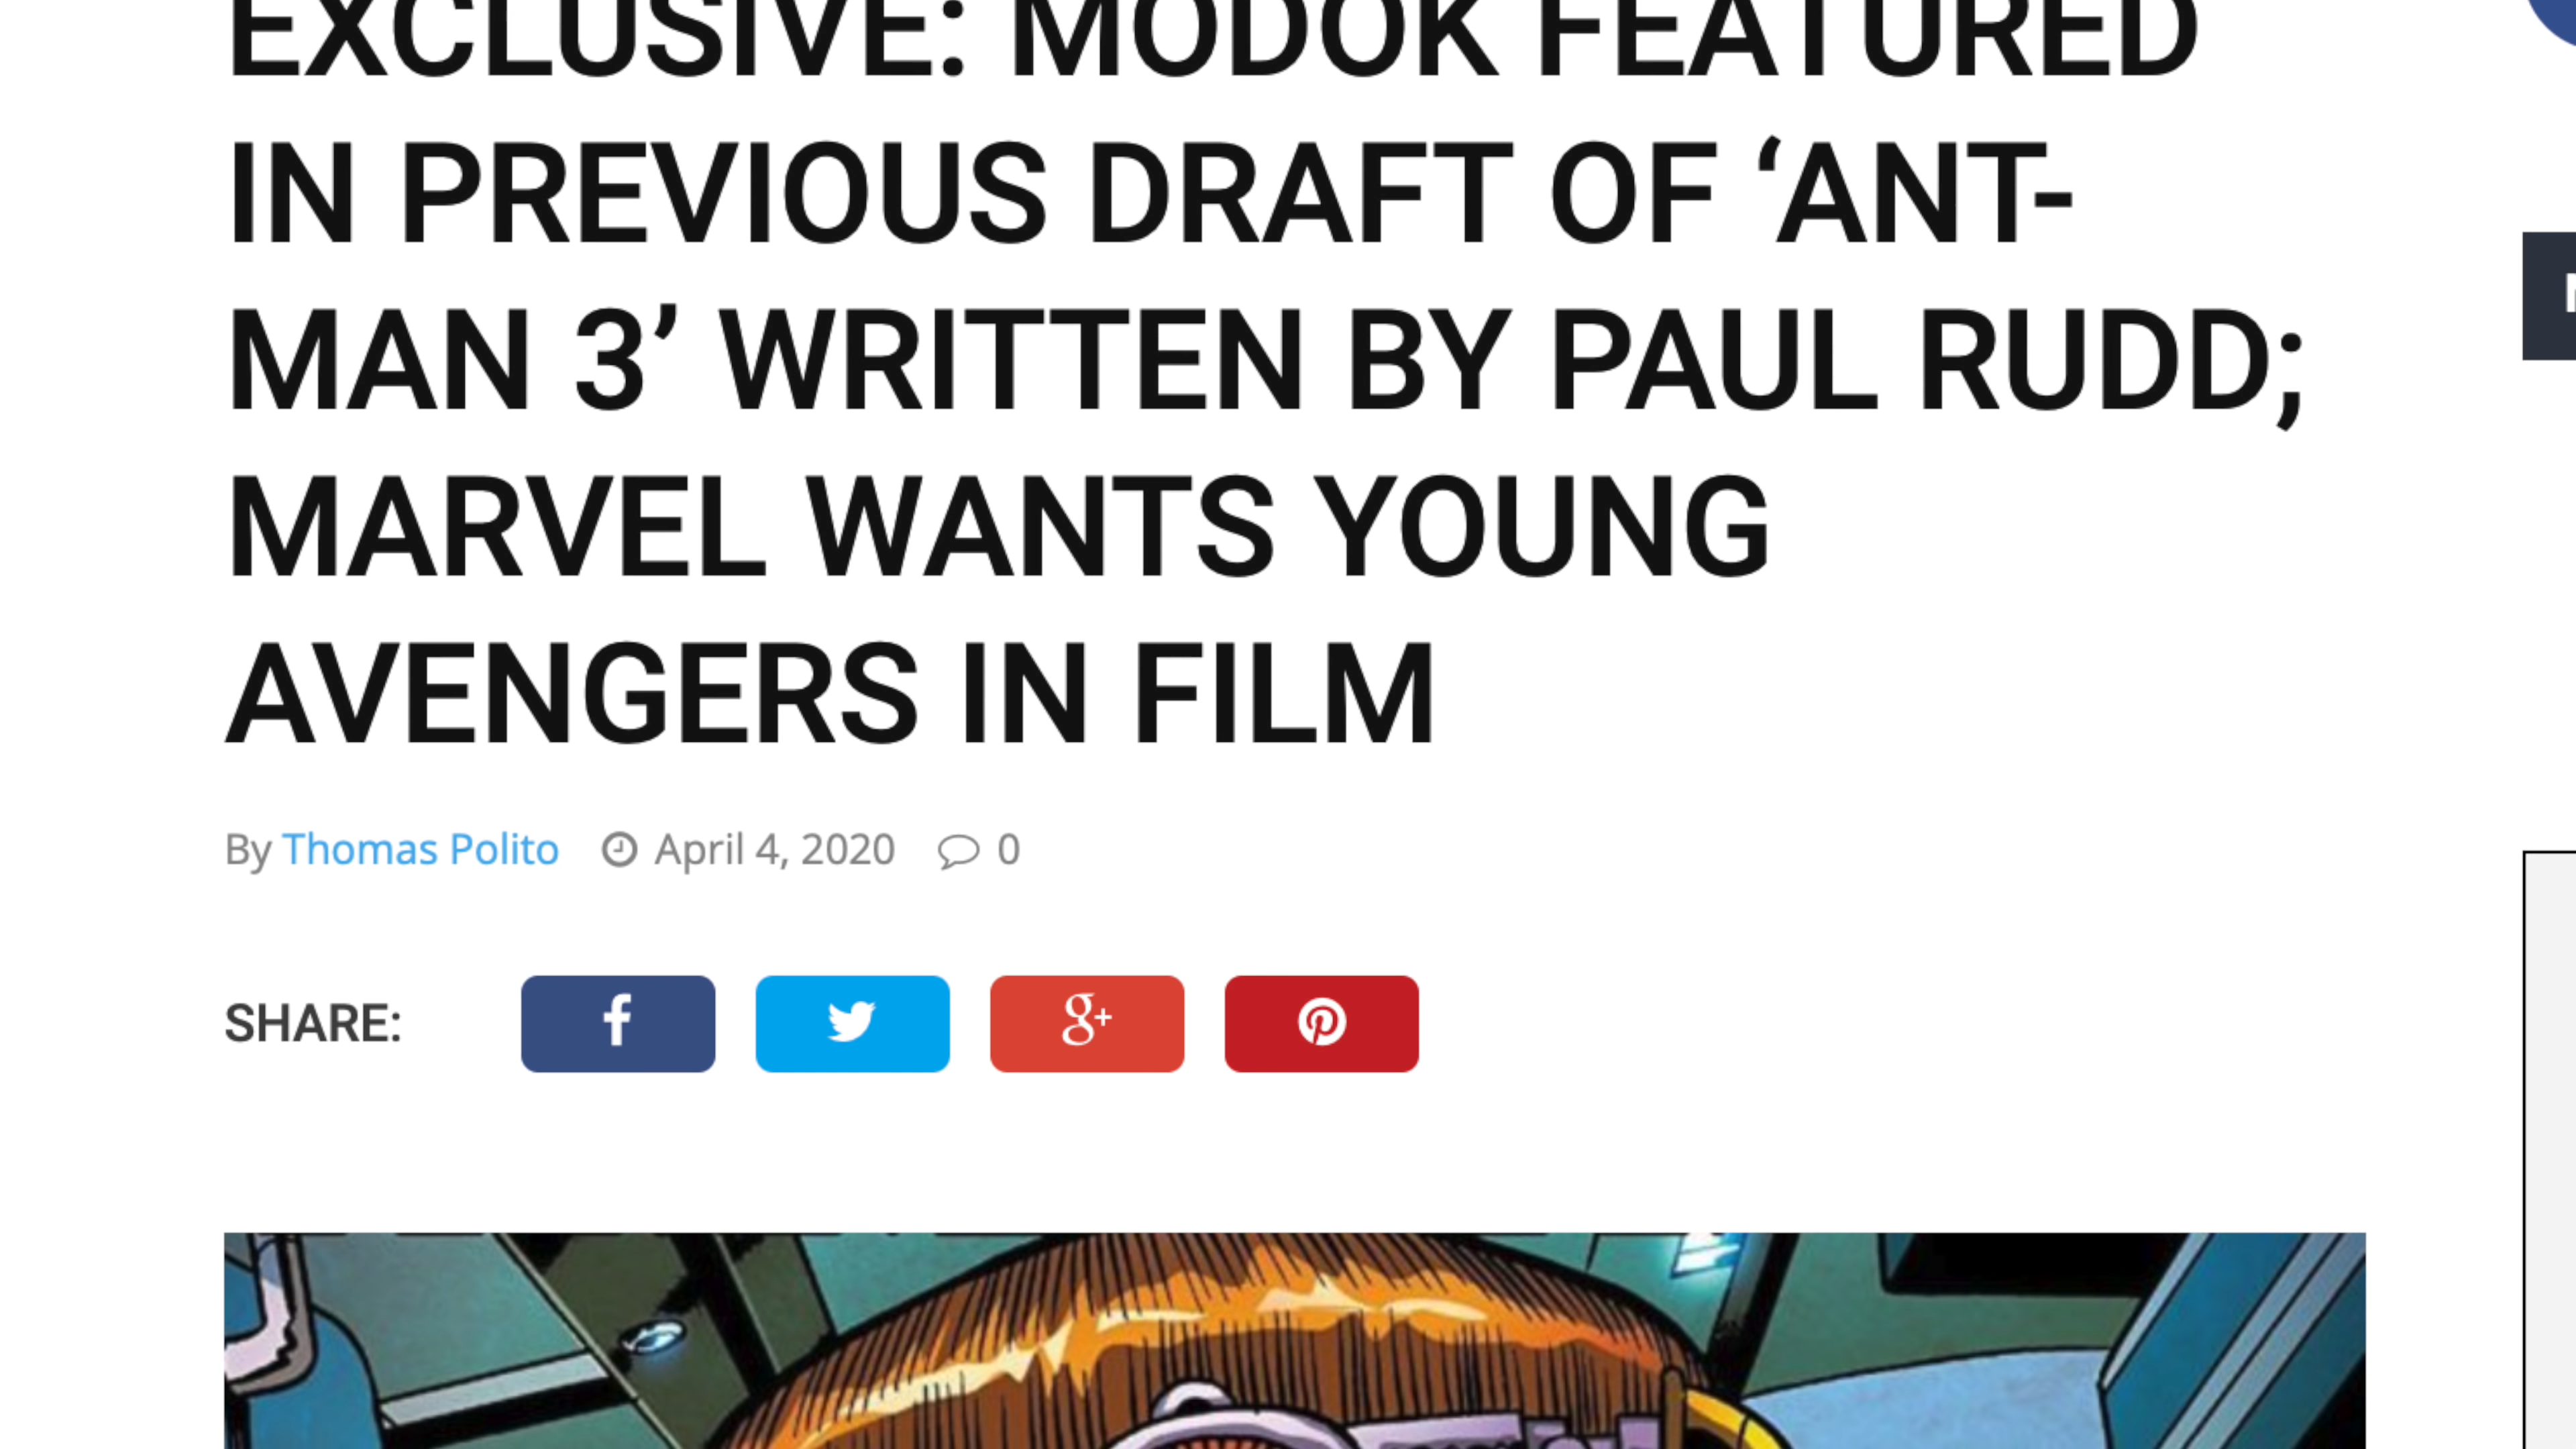 EXCLUSIVE: MODOK FEATURED
IN PREVIOUS DRAFT OF ‘ANT-
MAN 3’ WRITTEN BY PAUL RUDD;
MARVEL WANTS YOUNG
AVENGERS IN FILM
By Thomas Polito April 4, 2020 0
SHARE: f g+